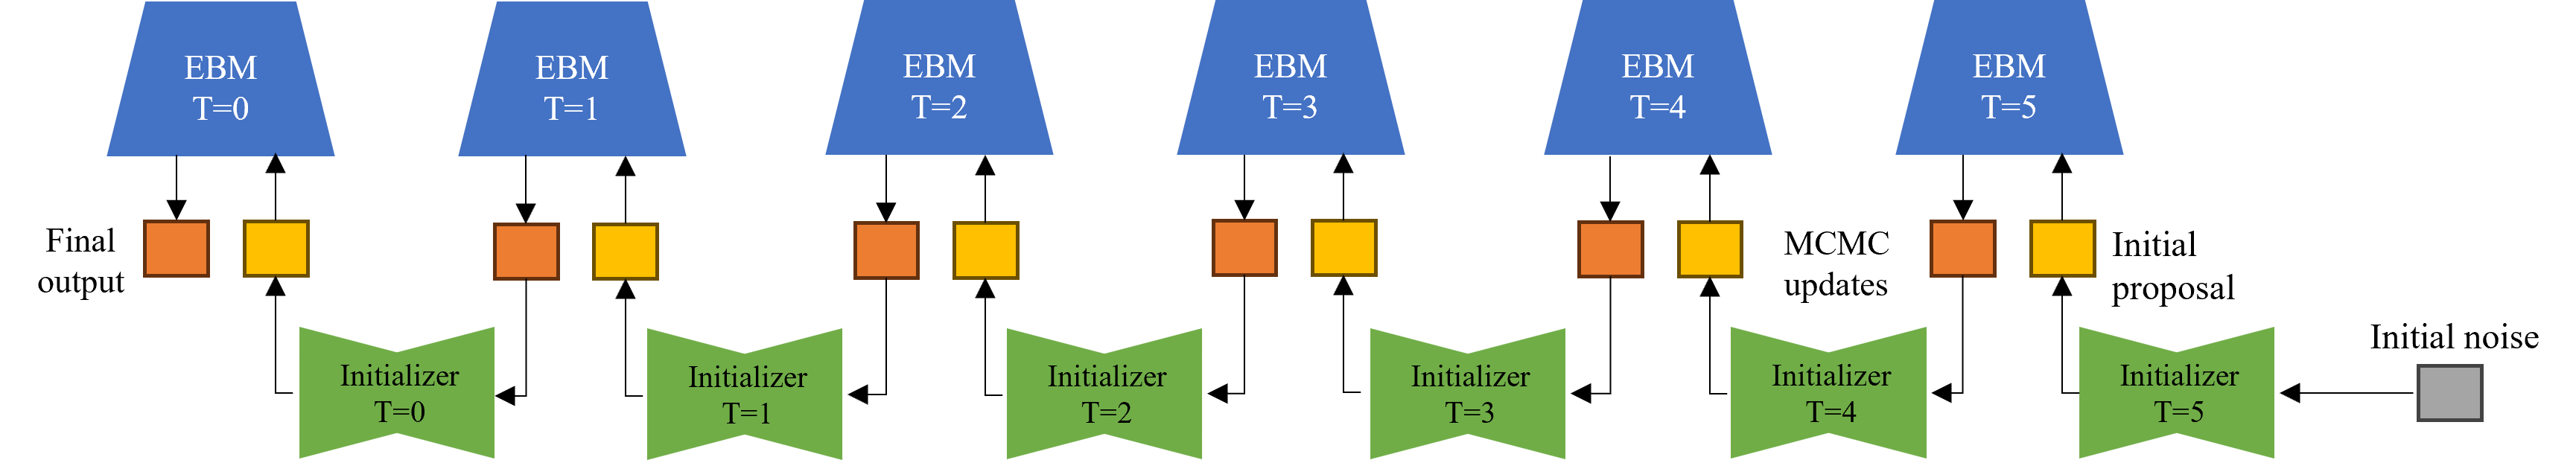 EBM
T=0
EBM
T=1
EBM
T=2
EBM
T=3
EBM
T=4
EBM
T=5
Final
output
MCMC
updates
Initial
proposal
Initial noise
Initializer
T=0
Initializer
T=1
Initializer
T=2
Initializer
T=3
Initializer
T=4
Initializer
T=5